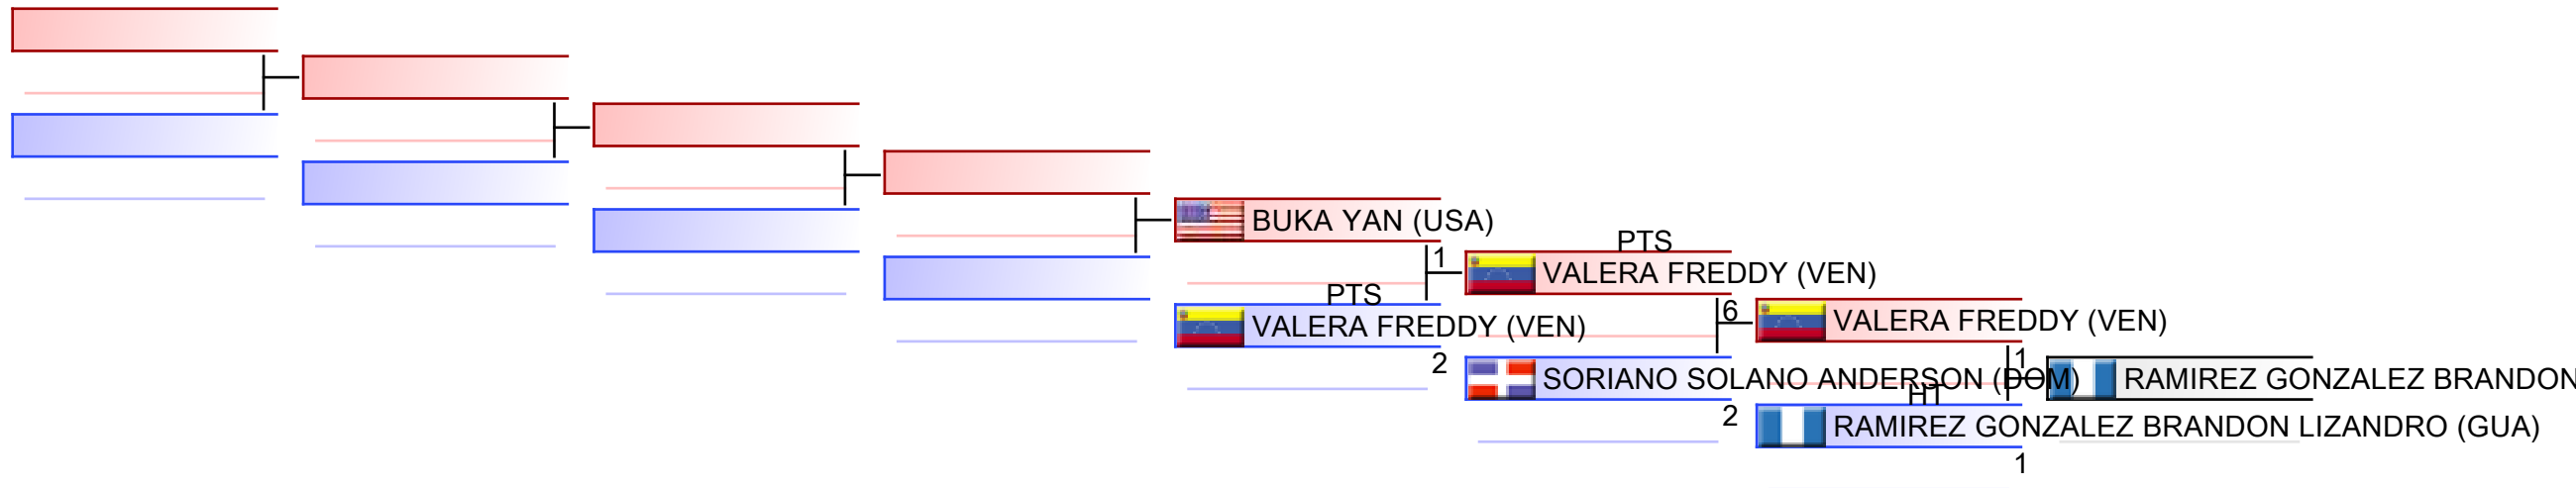 BUKA YAN (USA)
1
PTS
VALERA FREDDY (VEN)
2
PTS
VALERA FREDDY (VEN)
6
SORIANO SOLANO ANDERSON (DOM)
2
VALERA FREDDY (VEN)
1
HT
RAMIREZ GONZALEZ BRANDON LIZANDRO (GUA)
1
RAMIREZ GONZALEZ BRANDON